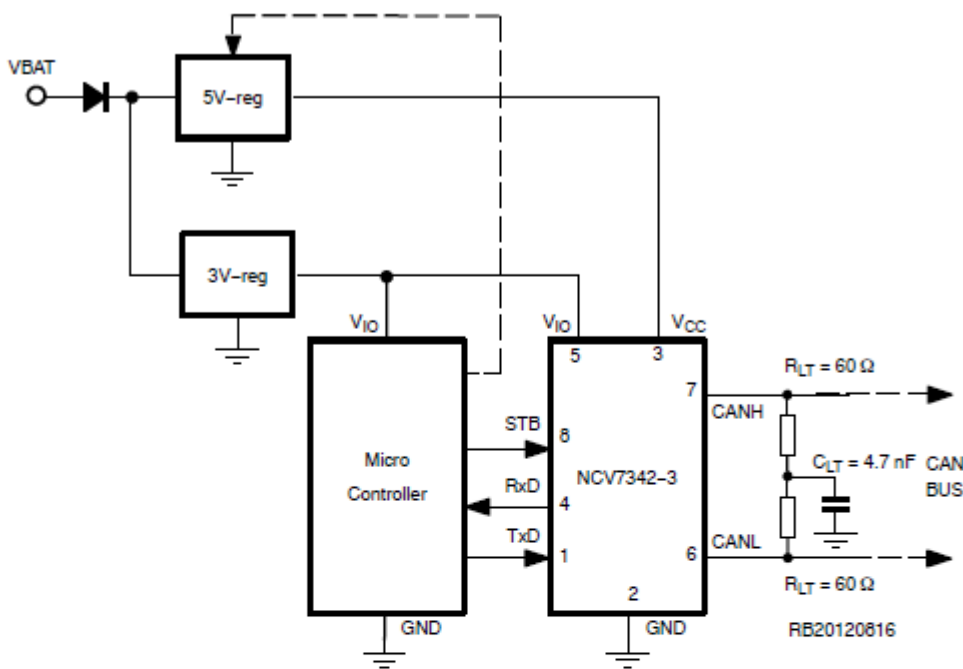 VBAT
5V-reg
3V-reg
VIO
VIO
VCC
5
3
RLT = 60 Ω
7
CANH
STB
8
Micro
Controller
NCV7342-3
CLT = 4.7 nF
CAN
BUS
RxD
4
TxD
1
CANL
6
2
RLT = 60 Ω
GND
GND
RB20120816